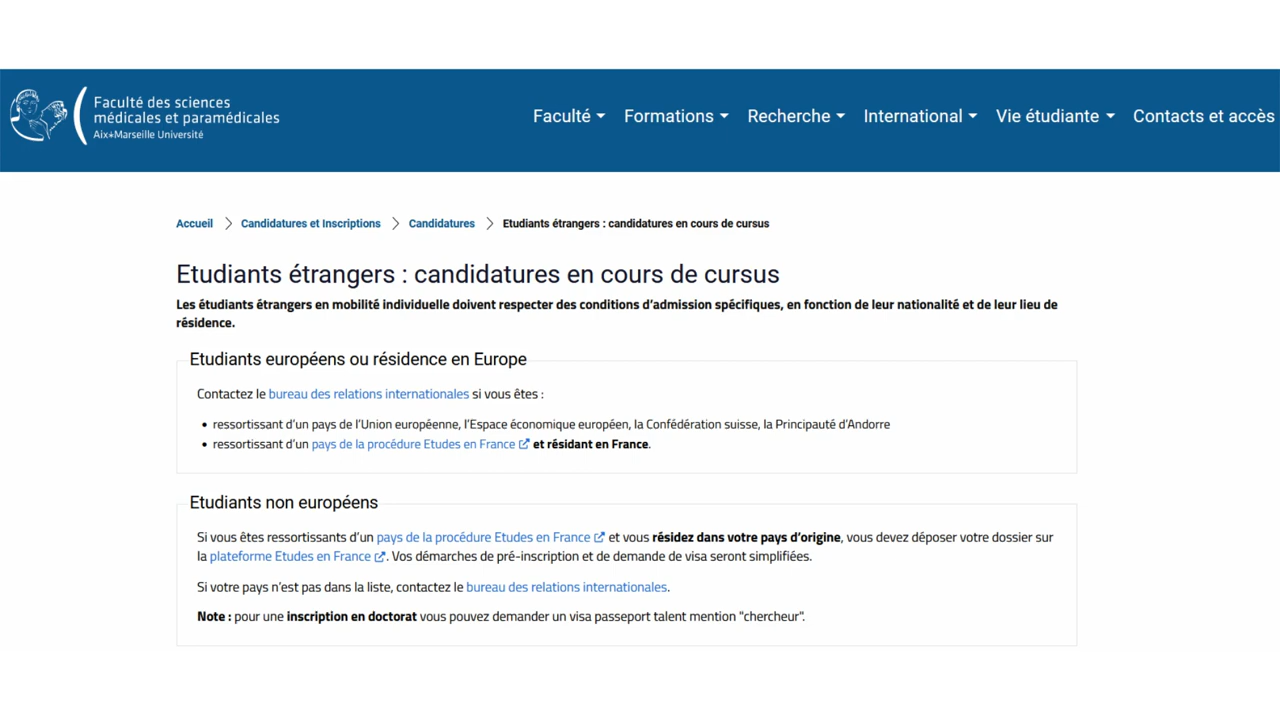 Faculté des sciences
médicales et paramédicales
Aix+Marseille Université
Faculté Formations Recherche International Vie étudiante Contacts et accès
Accueil Candidatures et Inscriptions Candidatures Etudiants étrangers : candidatures en cours de cursus
Etudiants étrangers : candidatures en cours de cursus
Les étudiants étrangers en mobilité individuelle doivent respecter des conditions d’admission spécifiques, en fonction de leur nationalité et de leur lieu de
résidence.
Etudiants européens ou résidence en Europe
Contactez le bureau des relations internationales si vous êtes :
• ressortissant d’un pays de l’Union européenne, l’Espace économique européen, la Confédération suisse, la Principauté d’Andorre
• ressortissant d’un pays de la procédure Etudes en France et résidant en France.
Etudiants non européens
Si vous êtes ressortissants d’un pays de la procédure Etudes en France et vous résidez dans votre pays d’origine, vous devez déposer votre dossier sur
la plateforme Etudes en France. Vos démarches de pré-inscription et de demande de visa seront simplifiées.
Si votre pays n’est pas dans la liste, contactez le bureau des relations internationales.
Note : pour une inscription en doctorat vous pouvez demander un visa passeport talent mention "chercheur".